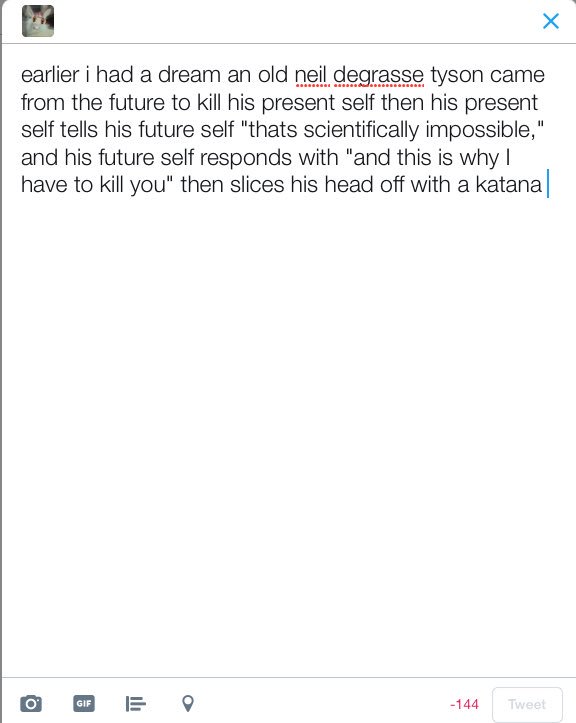 earlier i had a dream an old neil degrasse tyson came
from the future to kill his present self then his present
self tells his future self "thats scientifically impossible,"
and his future self responds with "and this is why I
have to kill you" then slices his head off with a katana
GIF -144 Tweet